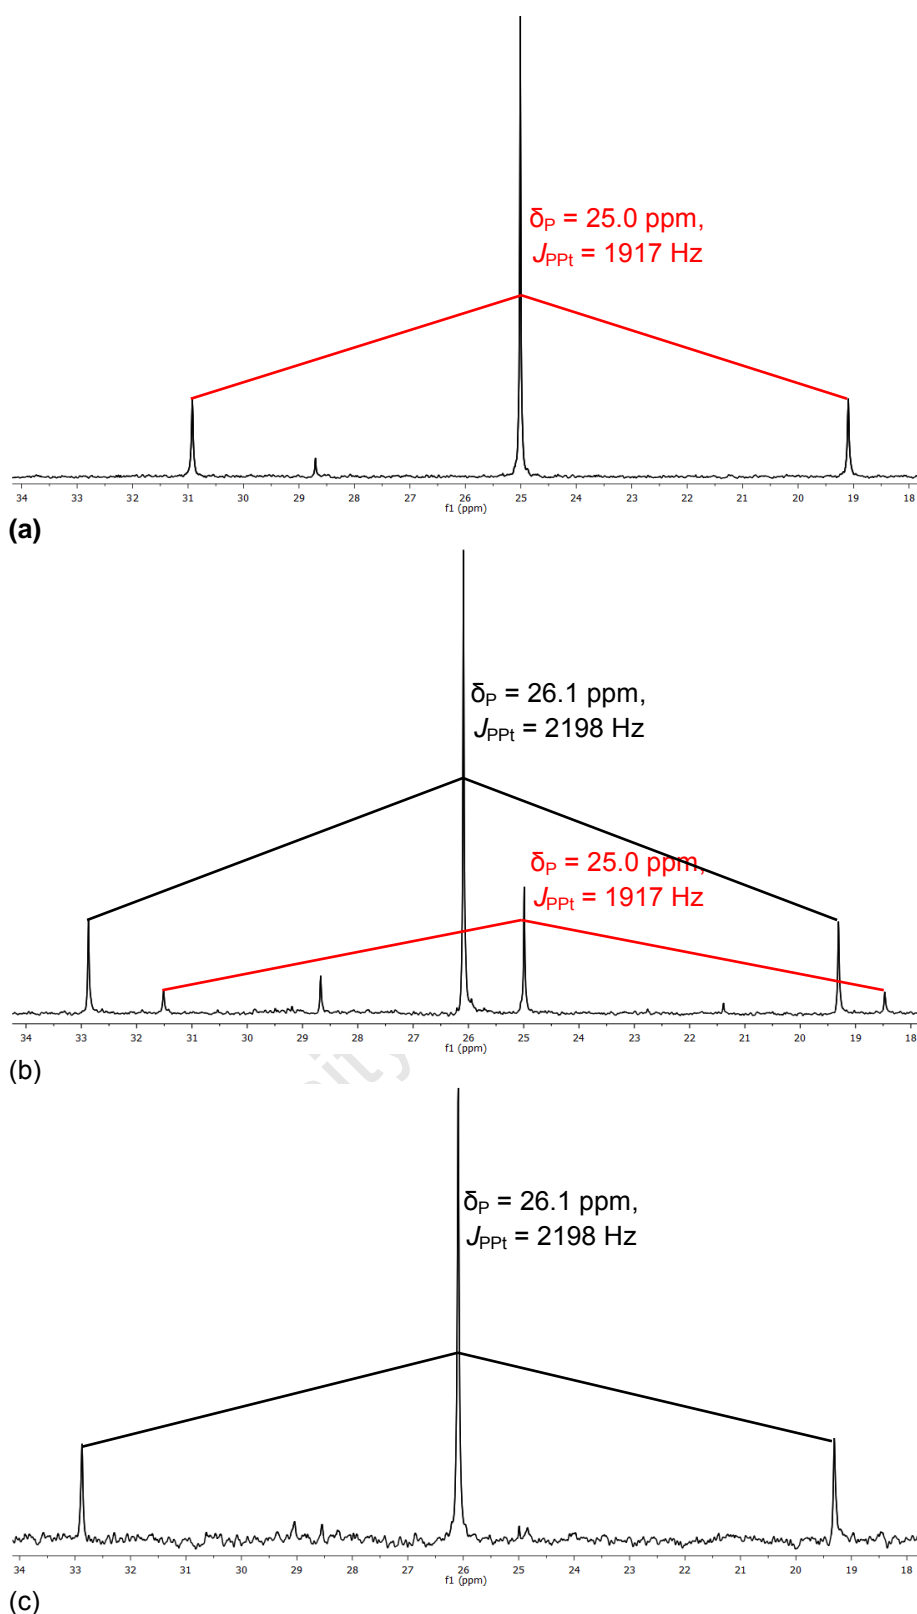 δP = 25.0 ppm,
JPPt = 1917 Hz
34 33 32 31 30 29 28 27 26 25 24 23 22 21 20 19 18
f1 (ppm)
(a)
δP = 26.1 ppm,
JPPt = 2198 Hz
δP = 25.0 ppm,
JPPt = 1917 Hz
34 33 32 31 30 29 28 27 26 25 24 23 22 21 20 19 18
f1 (ppm)
(b)
δP = 26.1 ppm,
JPPt = 2198 Hz
34 33 32 31 30 29 28 27 26 25 24 23 22 21 20 19 18
f1 (ppm)
(c)